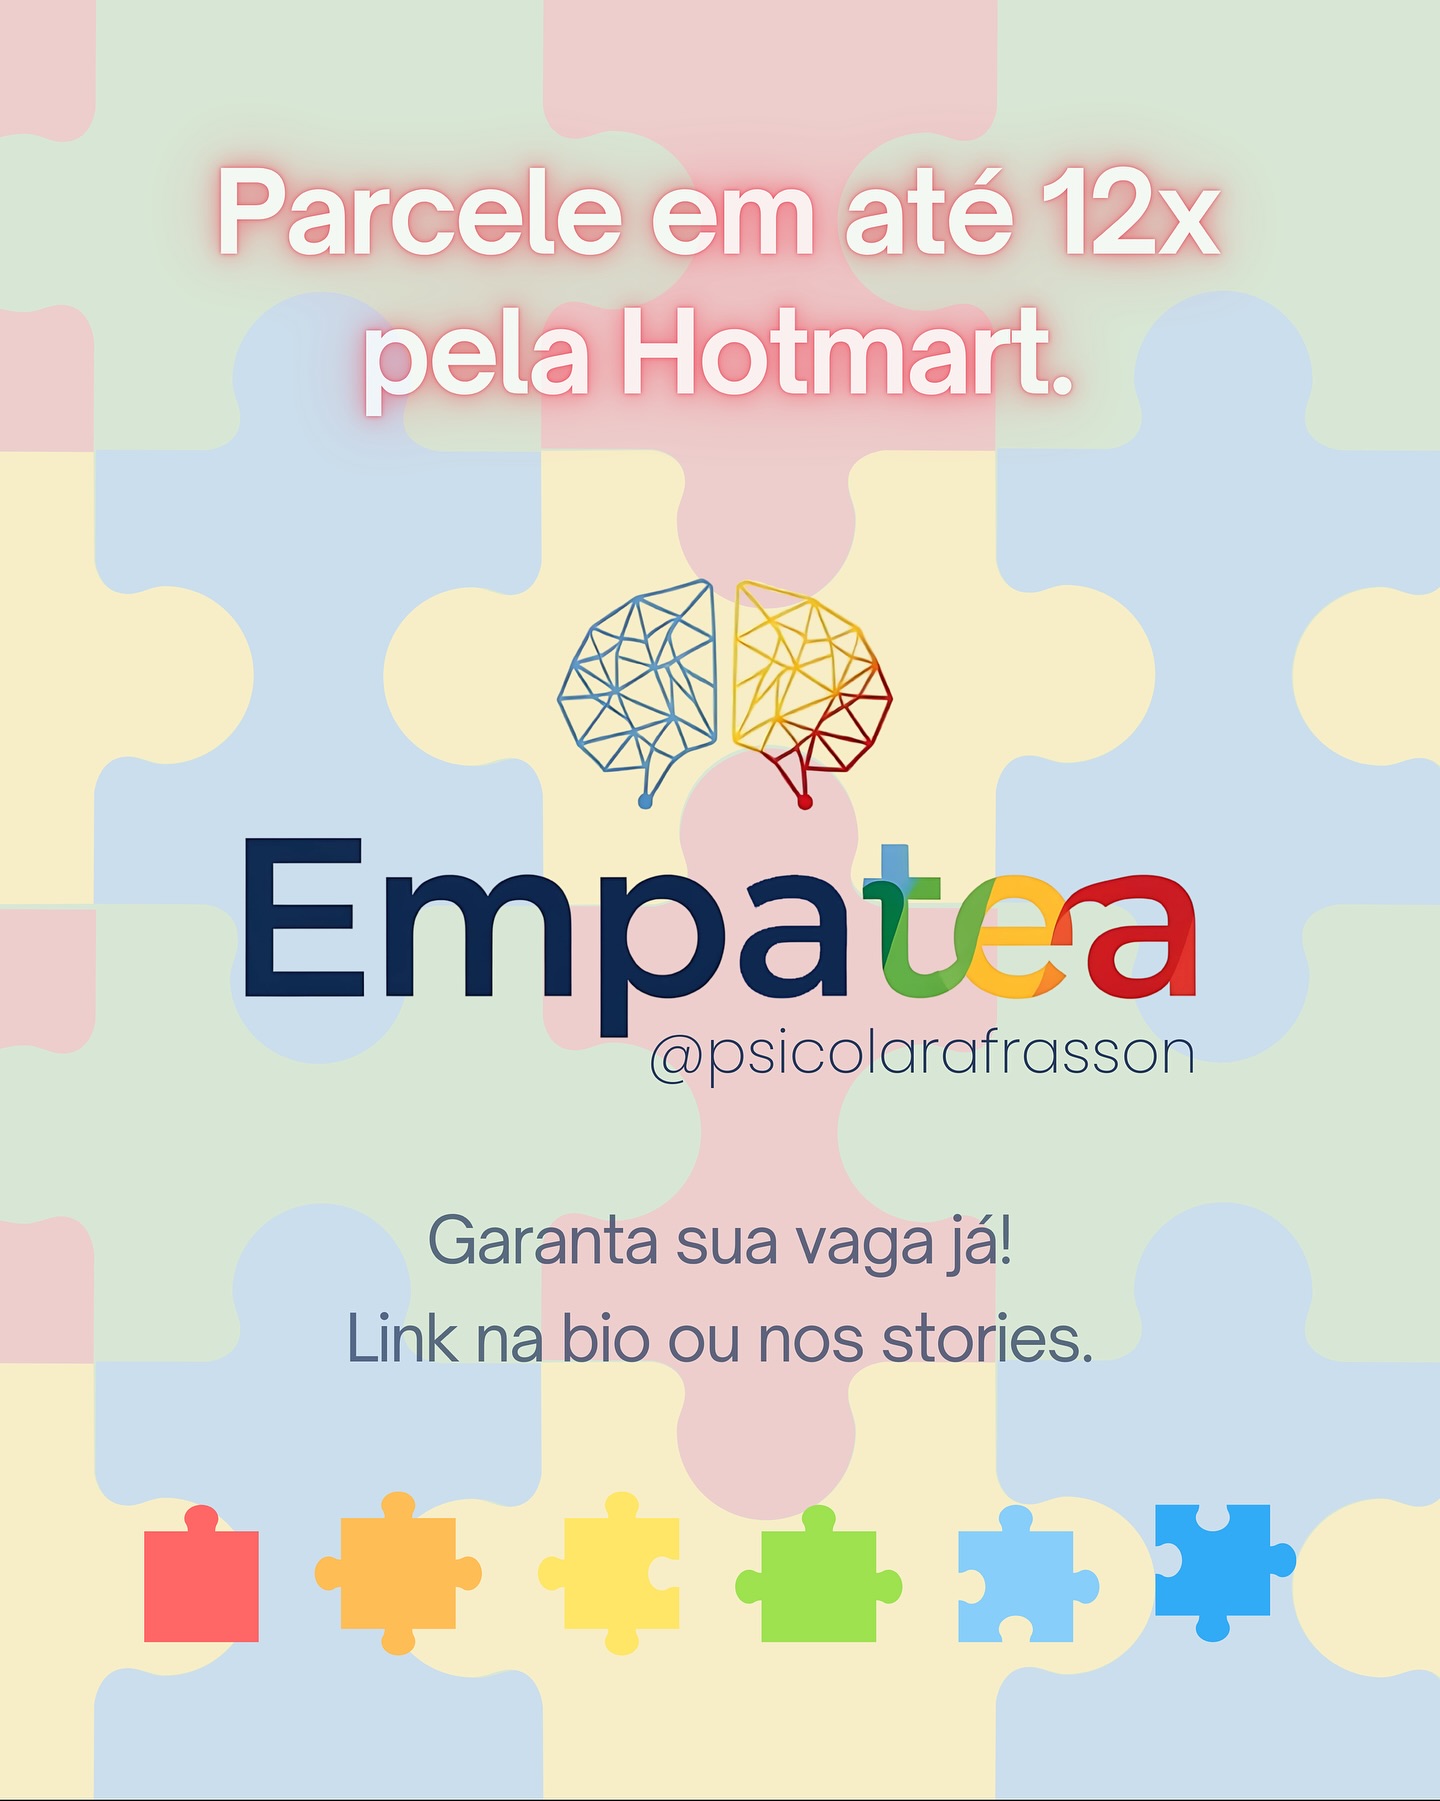 Parcele em até 12x
pela Hotmart.
Empatea
@psicolarafrasson
Garanta sua vaga já!
Link na bio ou nos stories.